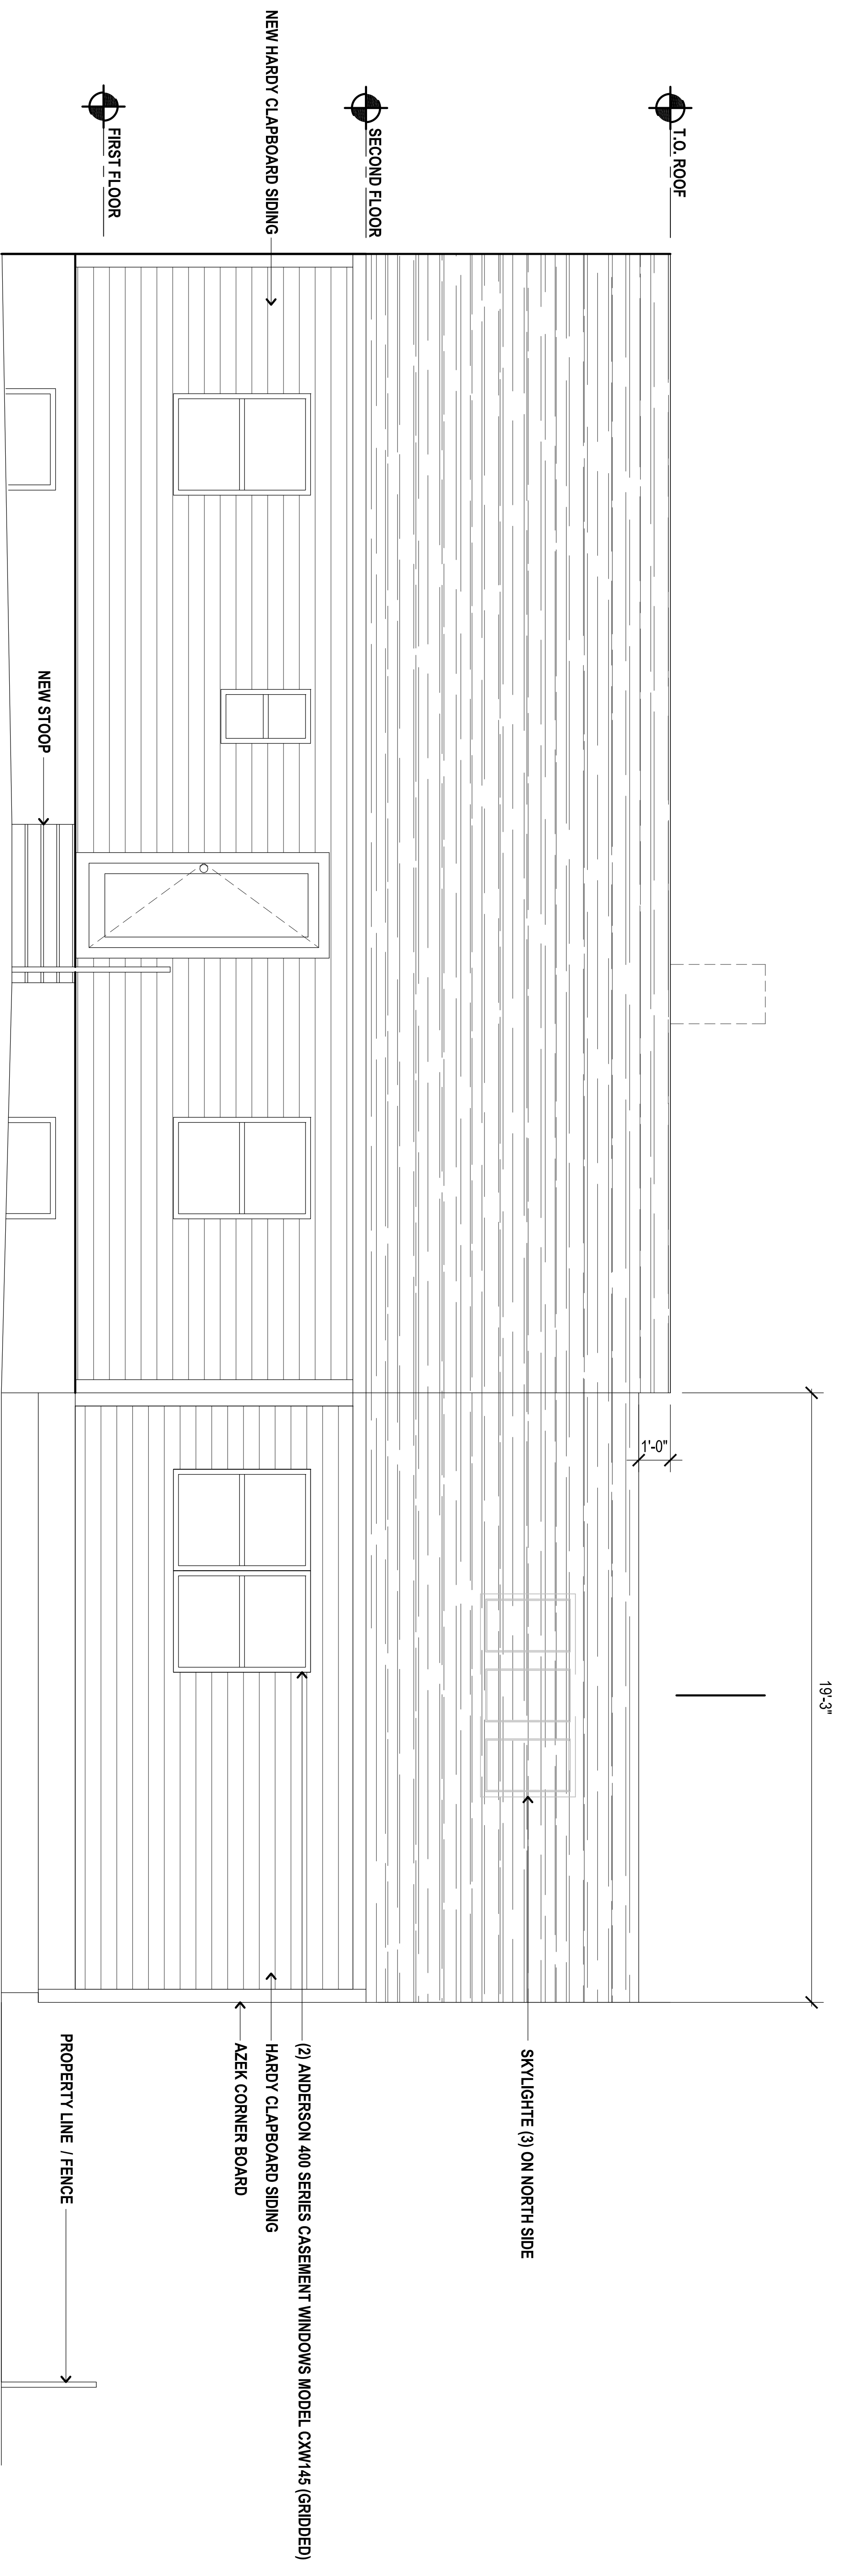 T.O. ROOF
SECOND FLOOR
NEW HARDY CLAPBOARD SIDING
FIRST FLOOR
NEW STOOP
19'-3"
1'-0"
SKYLIGHTE (3) ON NORTH SIDE
(2) ANDERSON 400 SERIES CASEMENT WINDOWS MODEL CXW145 (GRIDDED)
HARDY CLAPBOARD SIDING
AZEK CORNER BOARD
PROPERTY LINE / FENCE